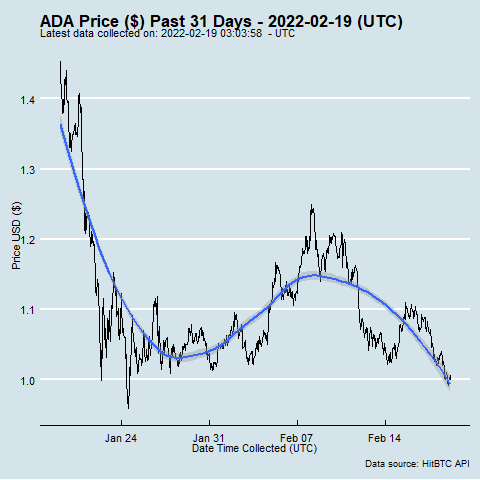 ADA Price ($) Past 31 Days - 2022-02-19 (UTC)
Latest data collected on: 2022-02-19 03:03:58 - UTC
1.4
1.3
1.2
1.1
1.0
Price USD ($)
Jan 24 Jan 31 Feb 07 Feb 14
Date Time Collected (UTC)
Data source: HitBTC API